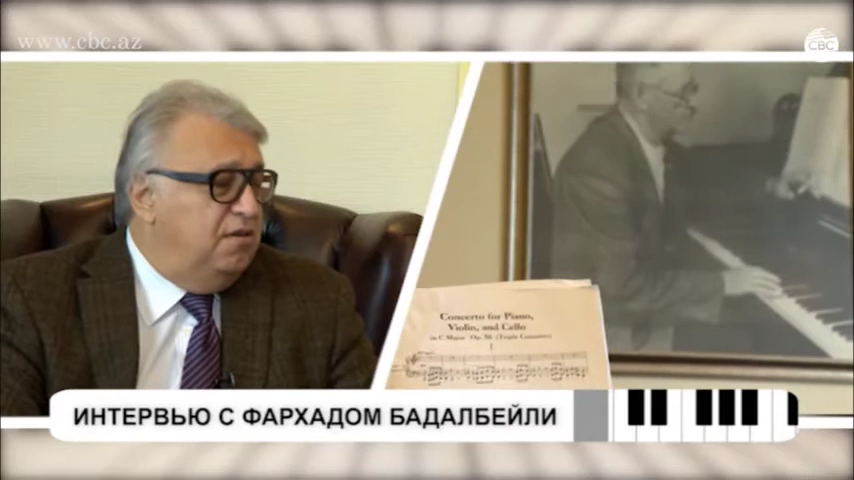 www.cbc.az
CBC
Concerto for Piano,
Violin, and Cello
in C Major Op. 56 (Triple Concerto)
I
ИНТЕРВЬЮ С ФАРХАДОМ БАДАЛБЕЙЛИ